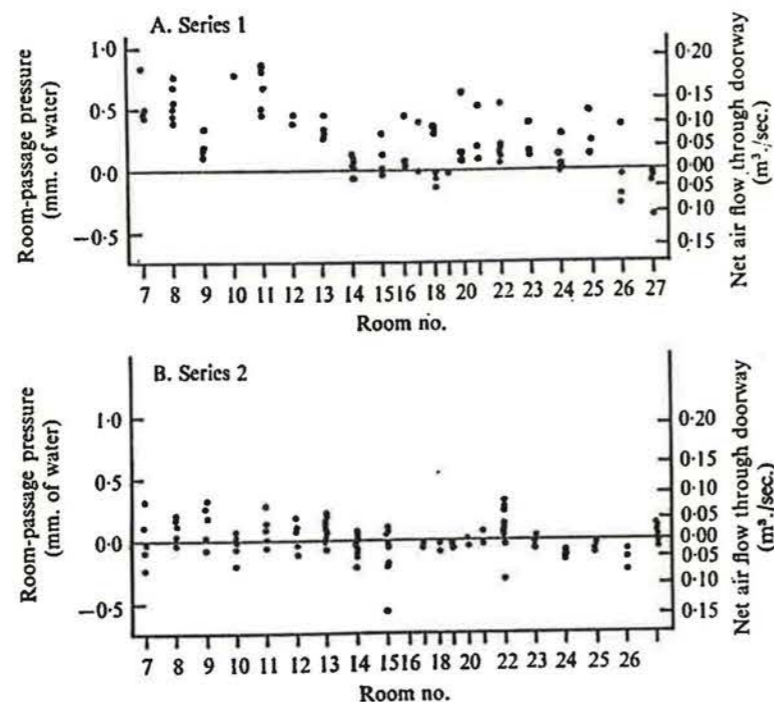 A. Series 1
Room-passage pressure
(mm. of water)
1·0
0·5
0·0
−0·5
0·20
0·15
0·10
0·05
0·00
0·05
0·10
0·15
Net air flow through doorway
(m³./sec.)
7 8 9 10 11 12 13 14 15 16 18 20 22 23 24 25 26 27
Room no.
B. Series 2
Room-passage pressure
(mm. of water)
1·0
0·5
0·0
−0·5
0·20
0·15
0·10
0·05
0·00
0·05
0·10
0·15
Net air flow through doorway
(m³./sec.)
7 8 9 10 11 12 13 14 15 16 18 20 22 23 24 25 26
Room no.